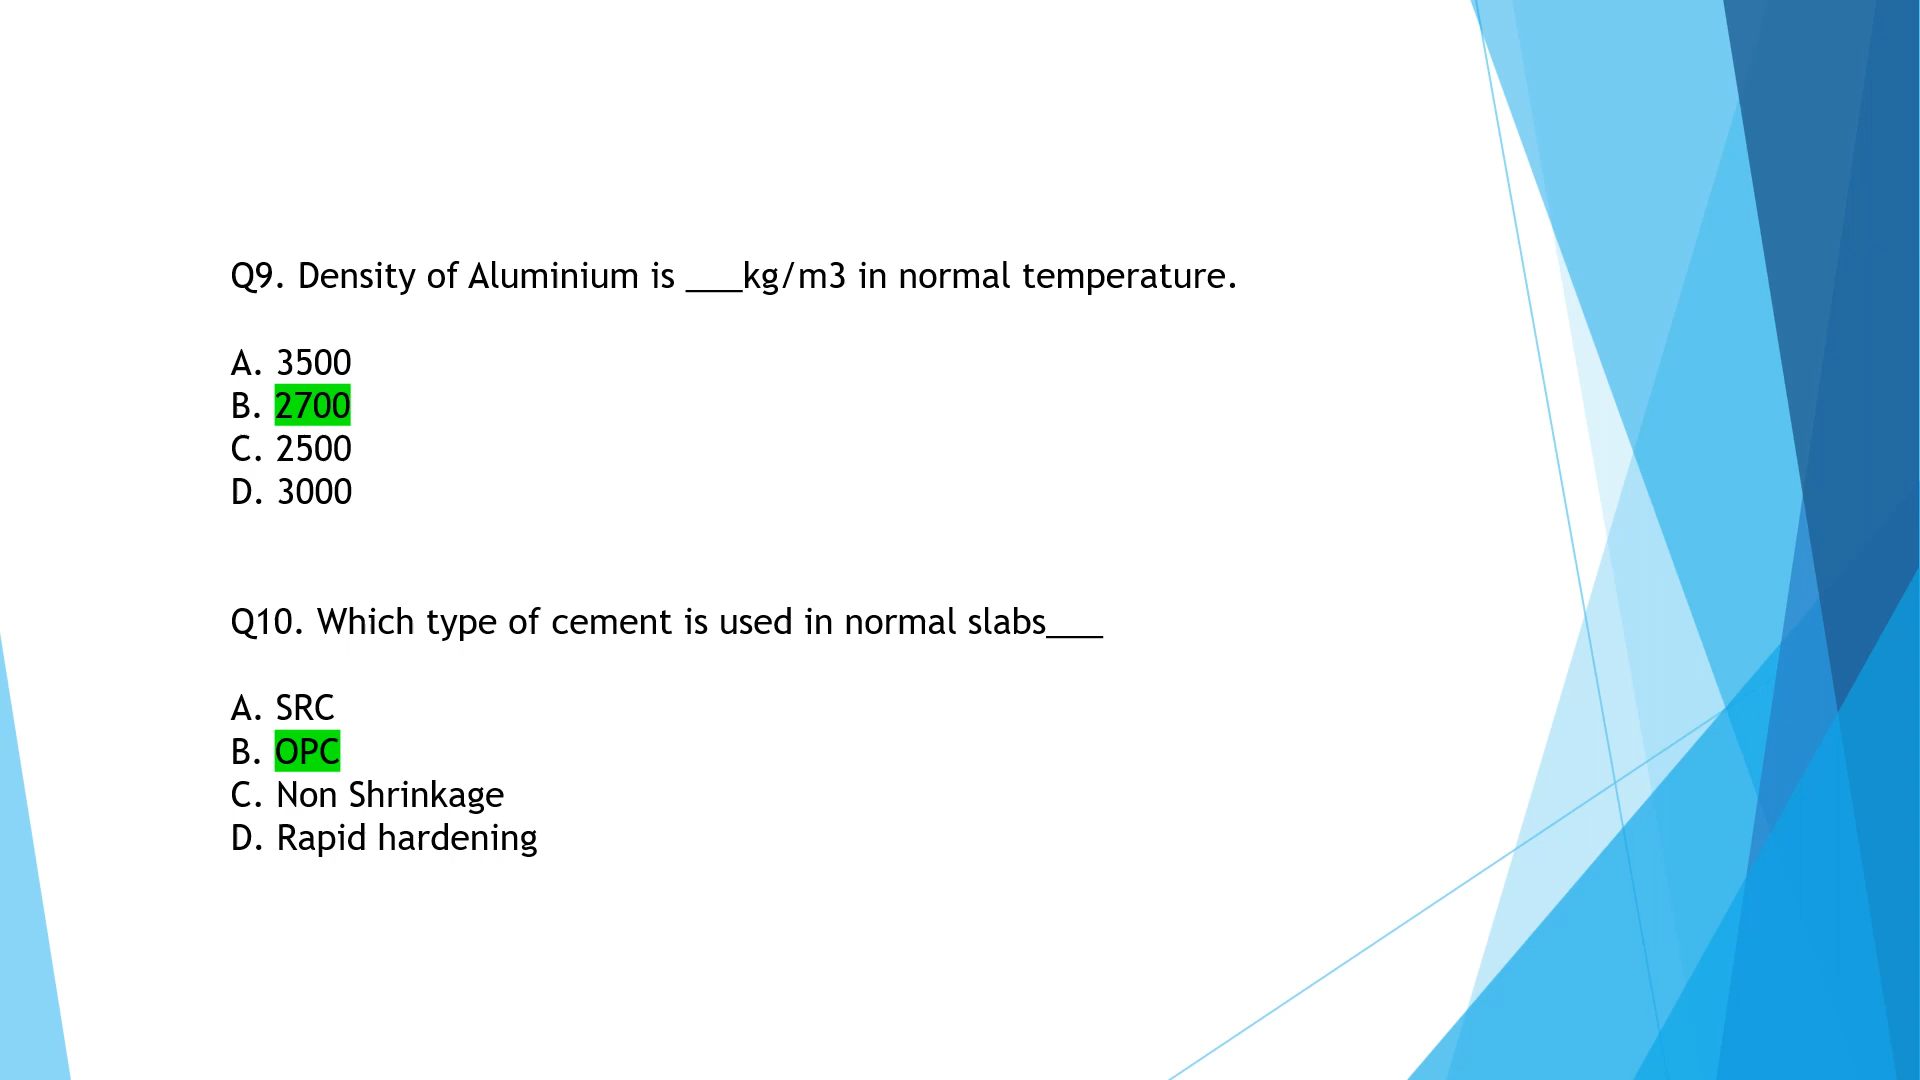 Q9. Density of Aluminium is ___kg/m3 in normal temperature.
A. 3500
B. 2700
C. 2500
D. 3000
Q10. Which type of cement is used in normal slabs___
A. SRC
B. OPC
C. Non Shrinkage
D. Rapid hardening